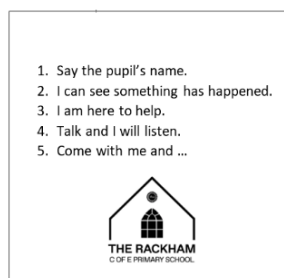 1. Say the pupil's name.
2. I can see something has happened.
3. I am here to help.
4. Talk and I will listen.
5. Come with me and ...
THE RACKHAM
C OF E PRIMARY SCHOOL